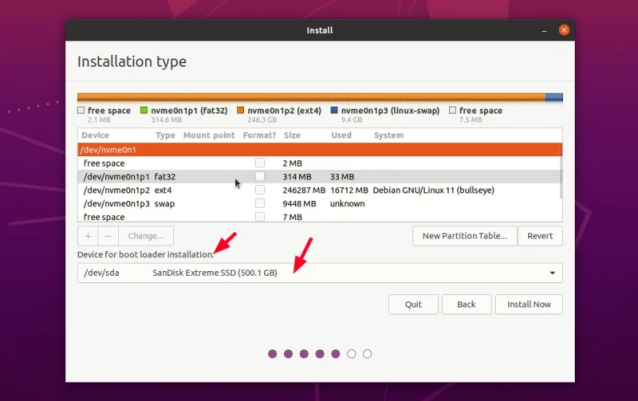 Install
Installation type
free space nvme0n1p1 (fat32) nvme0n1p2 (ext4) nvme0n1p3 (linux-swap) free space
2.1 MB 314.6 MB 246.3 GB 9.4 GB 7.5 MB
Device Type Mount point Format? Size Used System
/dev/nvme0n1
free space 2 MB
/dev/nvme0n1p1 fat32 314 MB 33 MB
/dev/nvme0n1p2 ext4 246287 MB 16712 MB Debian GNU/Linux 11 (bullseye)
/dev/nvme0n1p3 swap 9448 MB unknown
free space 7 MB
+ − Change... New Partition Table... Revert
Device for boot loader installation:
/dev/sda SanDisk Extreme SSD (500.1 GB)
Quit Back Install Now